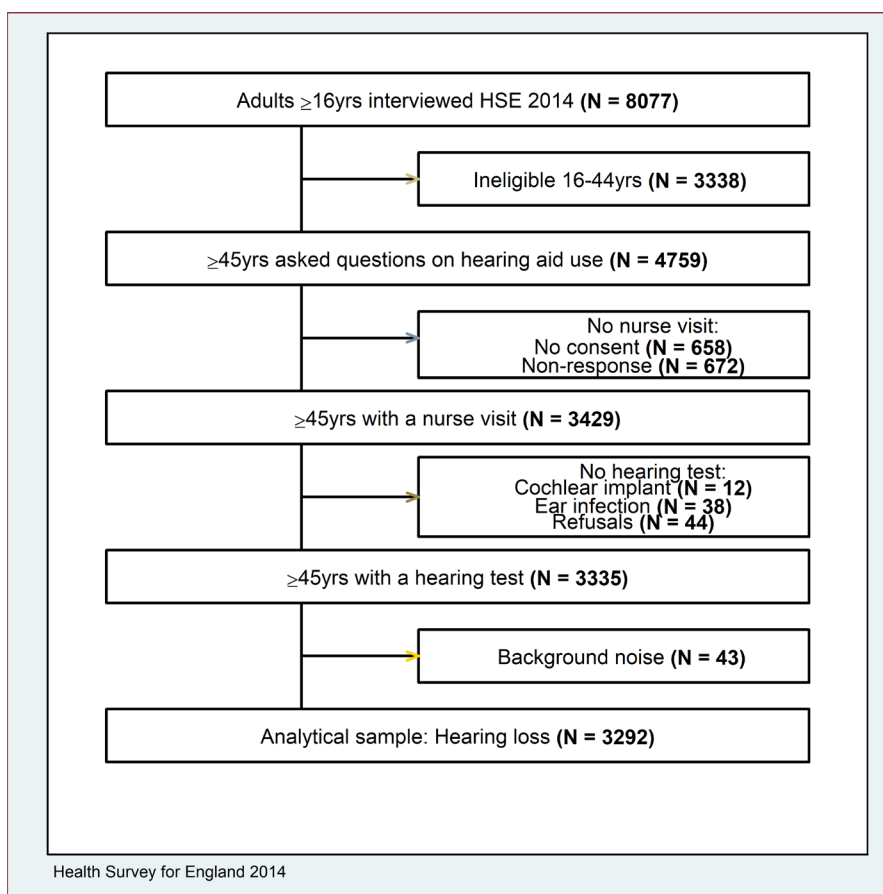 Adults ≥16yrs interviewed HSE 2014 (N = 8077)
Ineligible 16-44yrs (N = 3338)
≥45yrs asked questions on hearing aid use (N = 4759)
No nurse visit:
No consent (N = 658)
Non-response (N = 672)
≥45yrs with a nurse visit (N = 3429)
No hearing test:
Cochlear implant (N = 12)
Ear infection (N = 38)
Refusals (N = 44)
≥45yrs with a hearing test (N = 3335)
Background noise (N = 43)
Analytical sample: Hearing loss (N = 3292)
Health Survey for England 2014